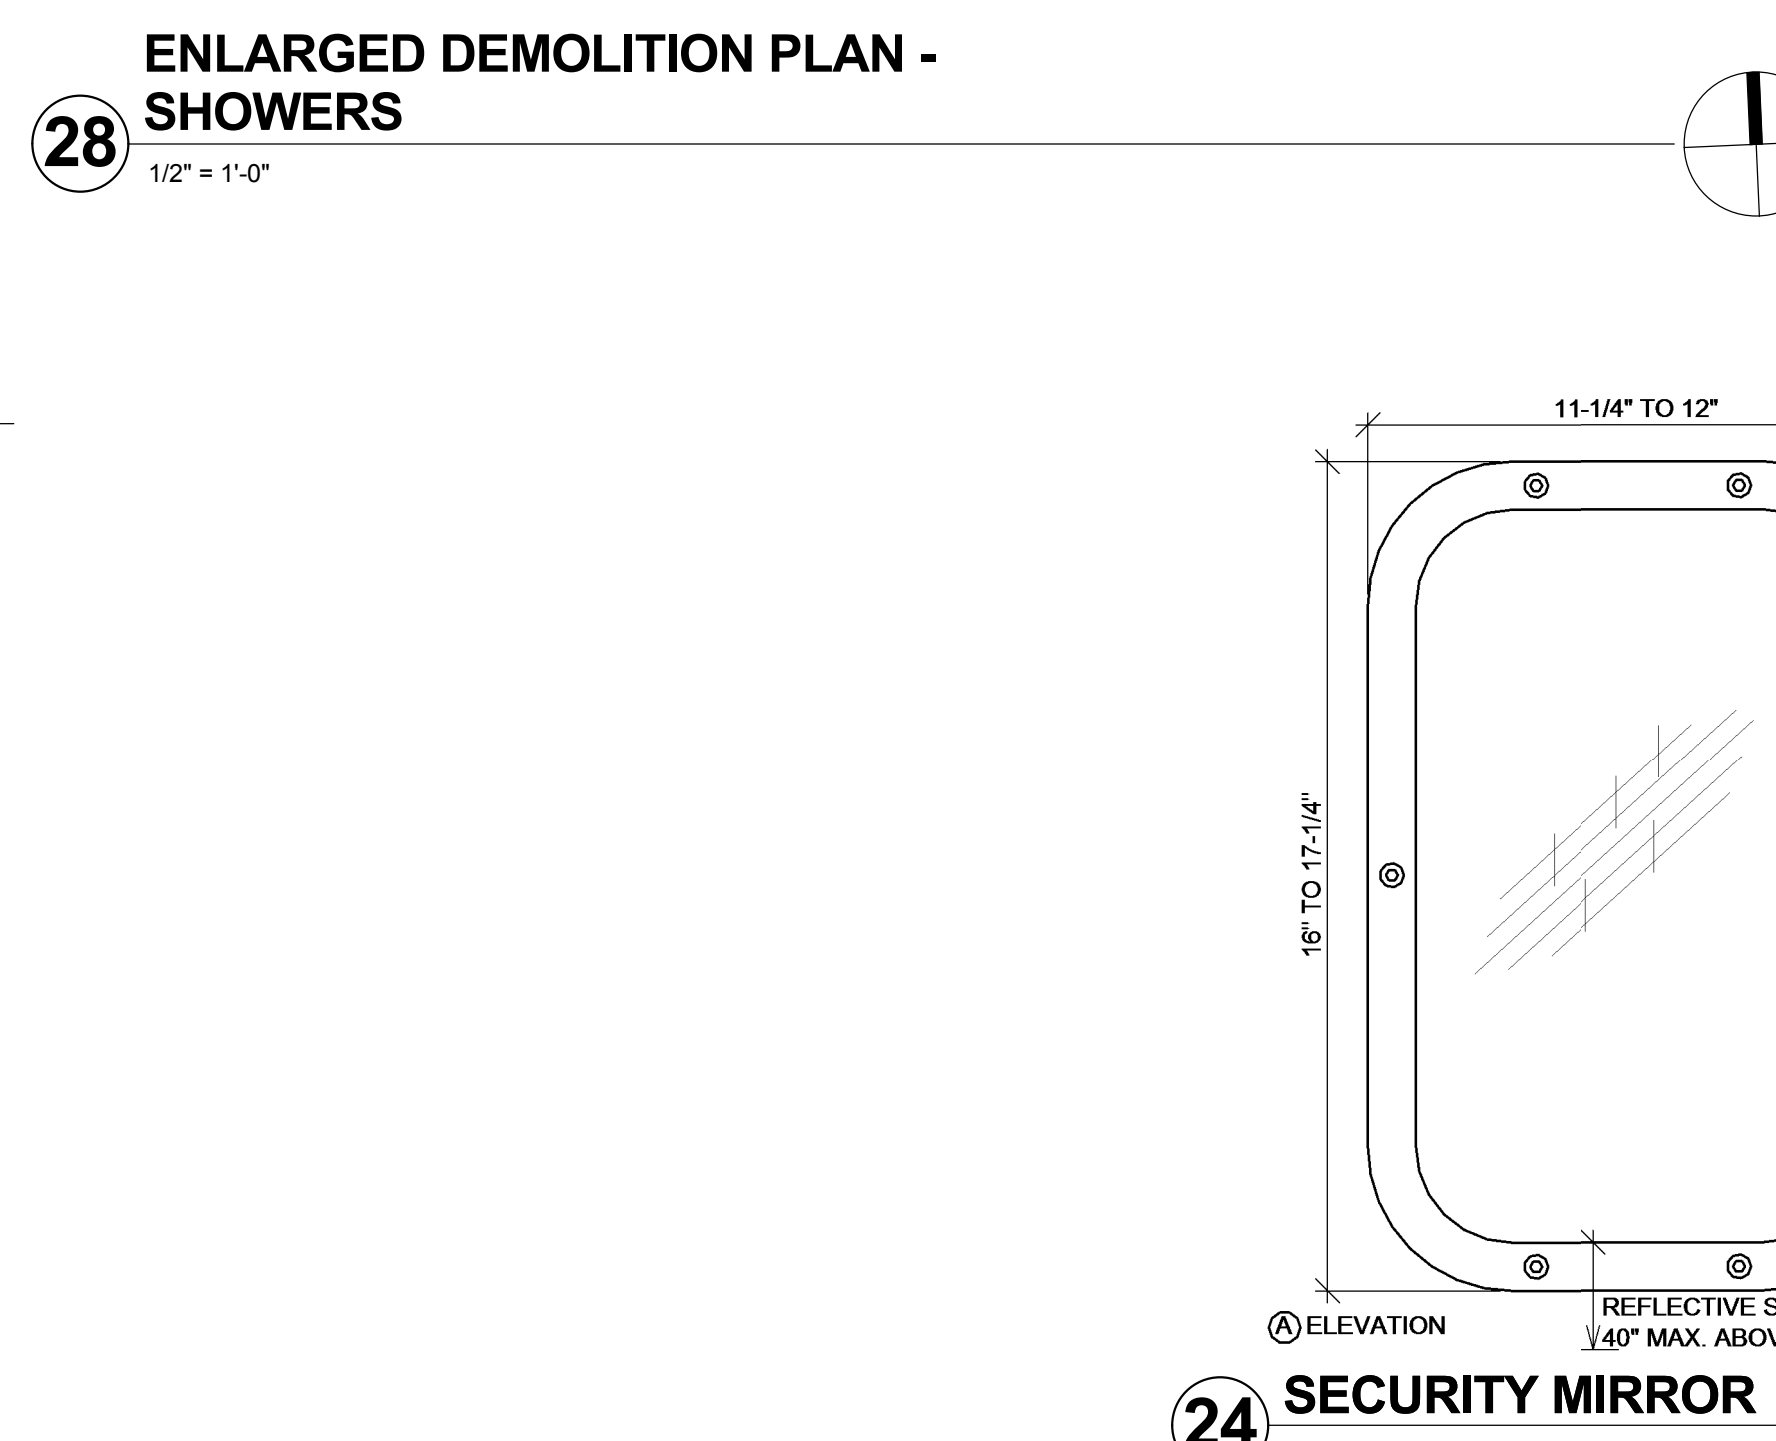 ENLARGED DEMOLITION PLAN -
SHOWERS
28
1/2" = 1'-0"
11-1/4" TO 12"
16" TO 17-1/4"
A ELEVATION
REFLECTIVE
40" MAX.
24
SECURITY MIRROR